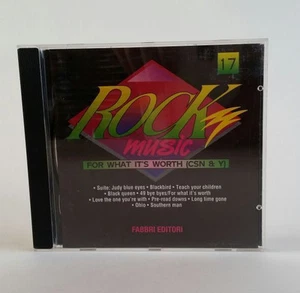 17
ROCK
music
FOR WHAT IT'S WORTH (CSN & Y)
• Suite: Judy blue eyes • Blackbird • Teach your children
• Black queen • 49 bye byes/For what it's worth
• Love the one you're with • Pre-road downs • Long time gone
• Ohio • Southern man
FABBRI EDITORI